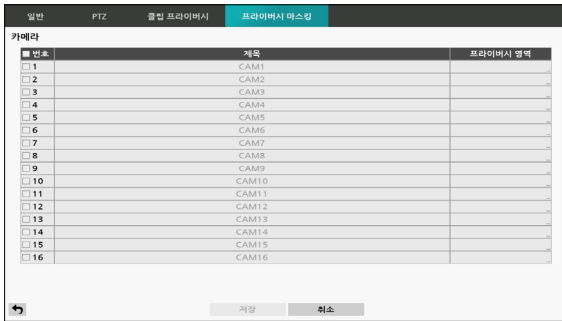 일반 PTZ 클립 프라이버시 프라이버시 마스킹
카메라
번호 제목 프라이버시 영역
1 CAM1 ...
2 CAM2 ...
3 CAM3 ...
4 CAM4 ...
5 CAM5 ...
6 CAM6 ...
7 CAM7 ...
8 CAM8 ...
9 CAM9 ...
10 CAM10 ...
11 CAM11 ...
12 CAM12 ...
13 CAM13 ...
14 CAM14 ...
15 CAM15 ...
16 CAM16 ...
저장 취소